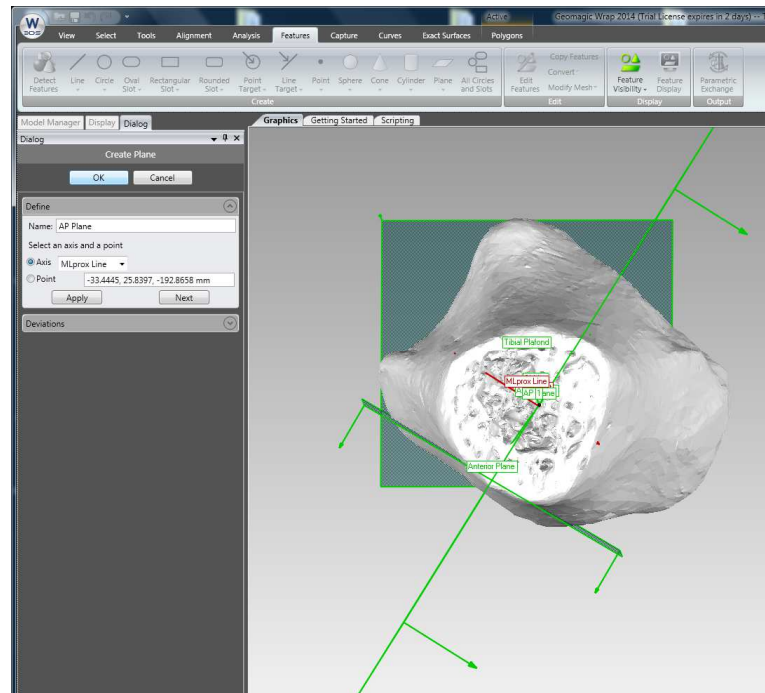 W
3DS
Active
Geomagic Wrap 2014 (Trial License expires in 2 days) --
View Select Tools Alignment Analysis Features Capture Curves Exact Surfaces Polygons
Detect Features
Line
Circle
Oval Slot
Rectangular Slot
Rounded Slot
Point Target
Line Target
Point
Sphere
Cone
Cylinder
Plane
All Circles and Slots
Edit Features
Copy Features
Convert
Modify Mesh
Feature Visibility
Feature Display
Parametric Exchange
Create
Edit
Display
Output
Model Manager Display Dialog
Graphics Getting Started Scripting
Dialog
Create Plane
OK Cancel
Define
Name: AP Plane
Select an axis and a point
Axis MLprox Line
Point -33.4445, 25.8397, -192.8658 mm
Apply Next
Deviations
Tibial Plafond
MLprox Line
AP
1
ane
Anterior Plane